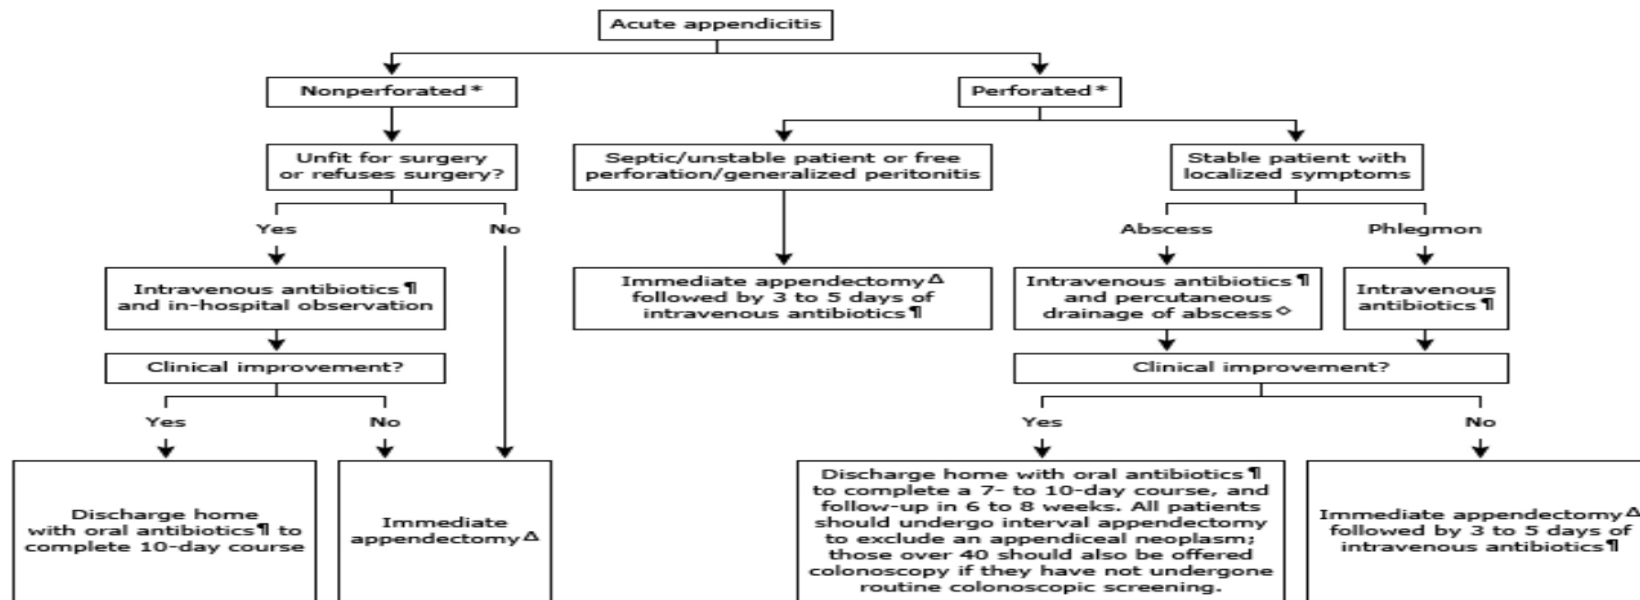 Acute appendicitis
Nonperforated *
Perforated *
Unfit for surgery
or refuses surgery?
Septic/unstable patient or free
perforation/generalized peritonitis
Stable patient with
localized symptoms
Yes
No
Abscess
Phlegmon
Intravenous antibiotics ¶
and in-hospital observation
Immediate appendectomy Δ
followed by 3 to 5 days of
intravenous antibiotics ¶
Intravenous antibiotics ¶
and percutaneous
drainage of abscess ◇
Intravenous
antibiotics ¶
Clinical improvement?
Clinical improvement?
Yes
No
Yes
No
Discharge home
with oral antibiotics ¶ to
complete 10-day course
Immediate
appendectomy Δ
Discharge home with oral antibiotics ¶
to complete a 7- to 10-day course, and
follow-up in 6 to 8 weeks. All patients
should undergo interval appendectomy
to exclude an appendiceal neoplasm;
those over 40 should also be offered
colonoscopy if they have not undergone
routine colonoscopic screening.
Immediate appendectomy Δ
followed by 3 to 5 days of
intravenous antibiotics ¶